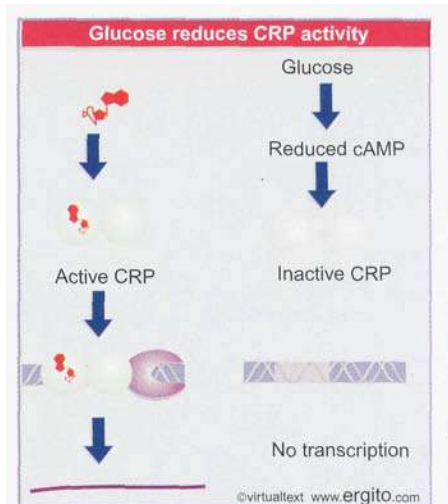 Glucose reduces CRP activity
Glucose
Reduced cAMP
Active CRP
Inactive CRP
No transcription
©virtualtext www.ergito.com